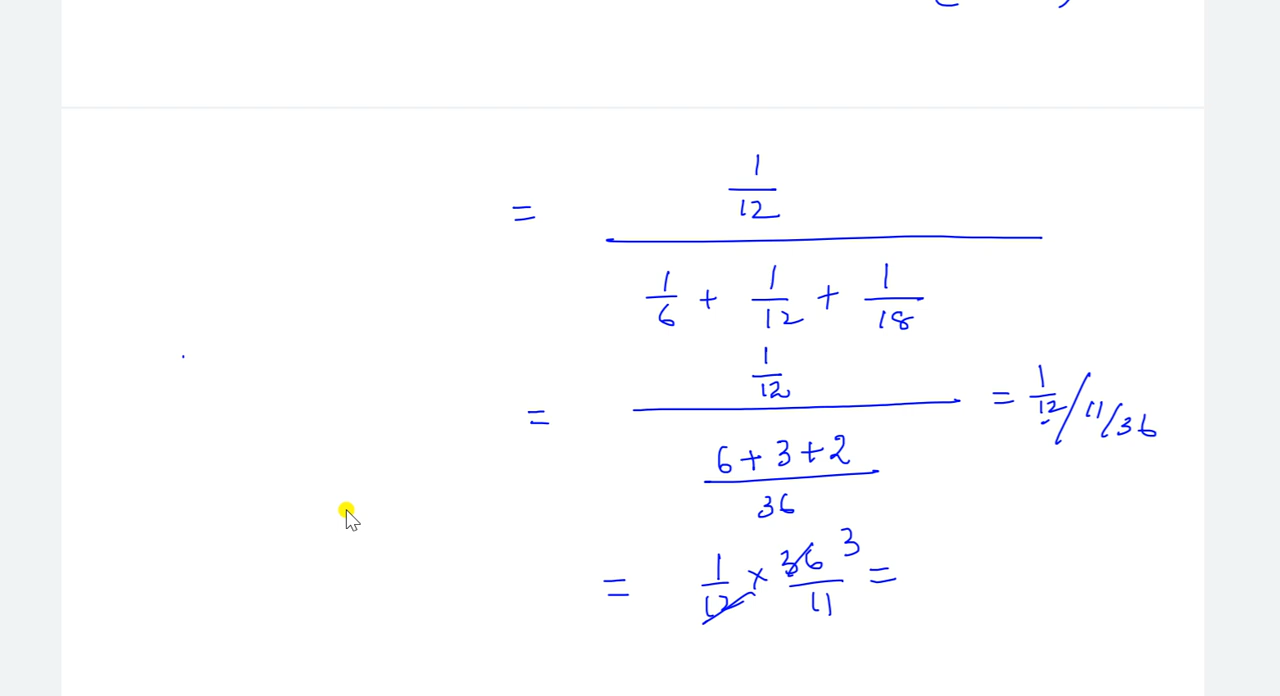 = 1/12
1/6 + 1/12 + 1/18
= 1/12 = 1/12 / 11/36
6+3+2
36
= 1/12 × 36/11 3 =